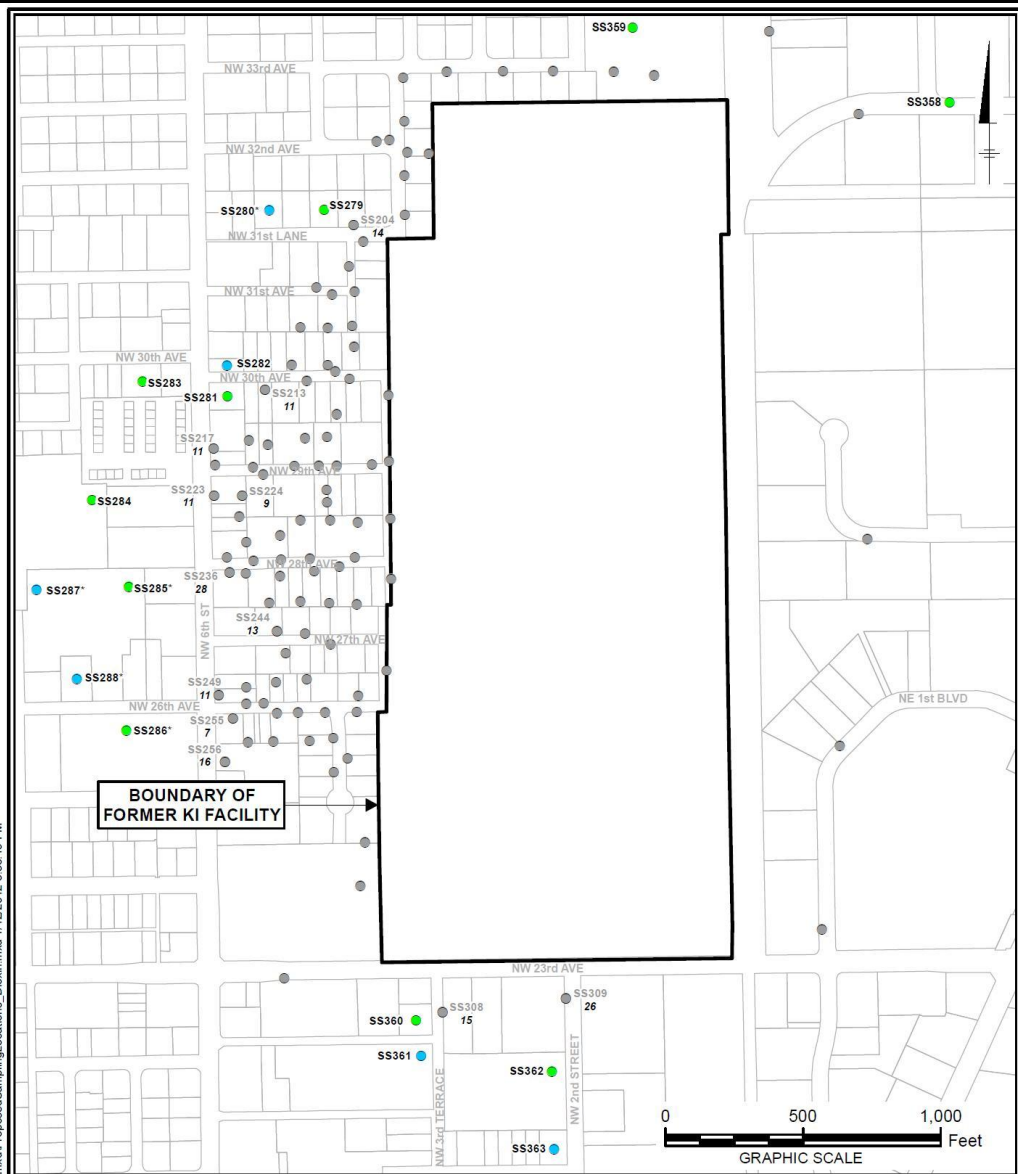 SS359
NW 33rd AVE
SS358
NW 32nd AVE
SS280*
SS279
SS204
14
NW 31st LANE
NW 31st AVE
NW 30th AVE
SS282
SS283
NW 30th AVE
SS281
SS213
11
SS217
11
NW 29th AVE
SS223
11
SS224
9
SS284
NW 28th AVE
SS236
28
SS287*
SS285*
SS244
13
NW 6th ST
NW 27th AVE
SS288*
SS249
11
NE 1st BLVD
NW 26th AVE
SS255
7
SS286*
SS256
16
BOUNDARY OF
FORMER KI FACILITY
NW 23rd AVE
SS308
15
SS309
26
SS360
SS361
NW 3rd TERRACE
SS362
NW 2nd STREET
SS363
0 500 1,000
Feet
GRAPHIC SCALE